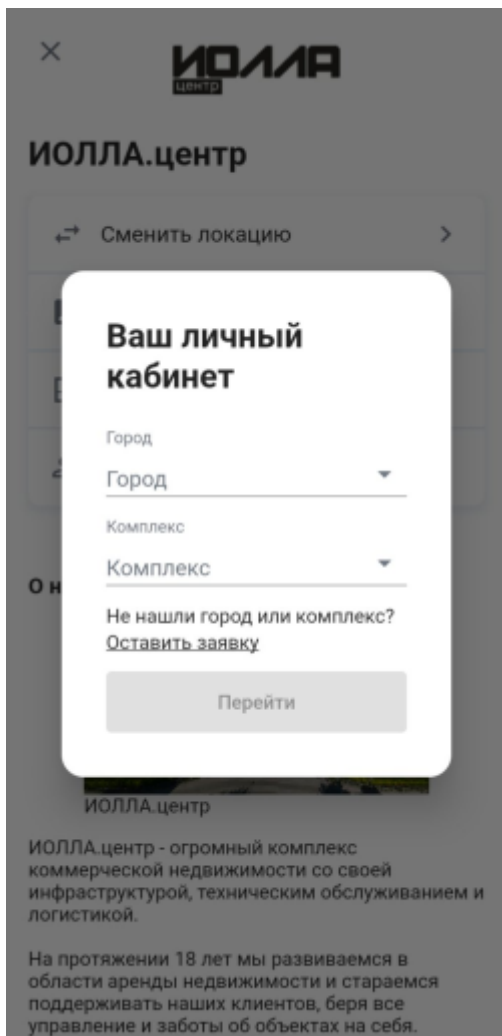 ИОЛЛА
центр
ИОЛЛА.центр
Сменить локацию
Ваш личный
кабинет
Город
Город
Комплекс
Комплекс
Не нашли город или комплекс?
Оставить заявку
Перейти
О н
ИОЛЛА.центр
ИОЛЛА.центр - огромный комплекс
коммерческой недвижимости со своей
инфраструктурой, техническим обслуживанием и
логистикой.
На протяжении 18 лет мы развиваемся в
области аренды недвижимости и стараемся
поддерживать наших клиентов, беря все
управление и заботы об объектах на себя.